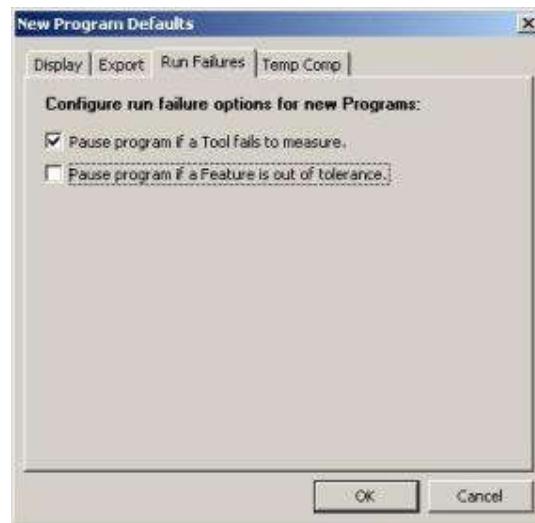 New Program Defaults
Display Export Run Failures Temp Comp
Configure run failure options for new Programs:
Pause program if a Tool fails to measure.
Pause program if a Feature is out of tolerance.
OK Cancel